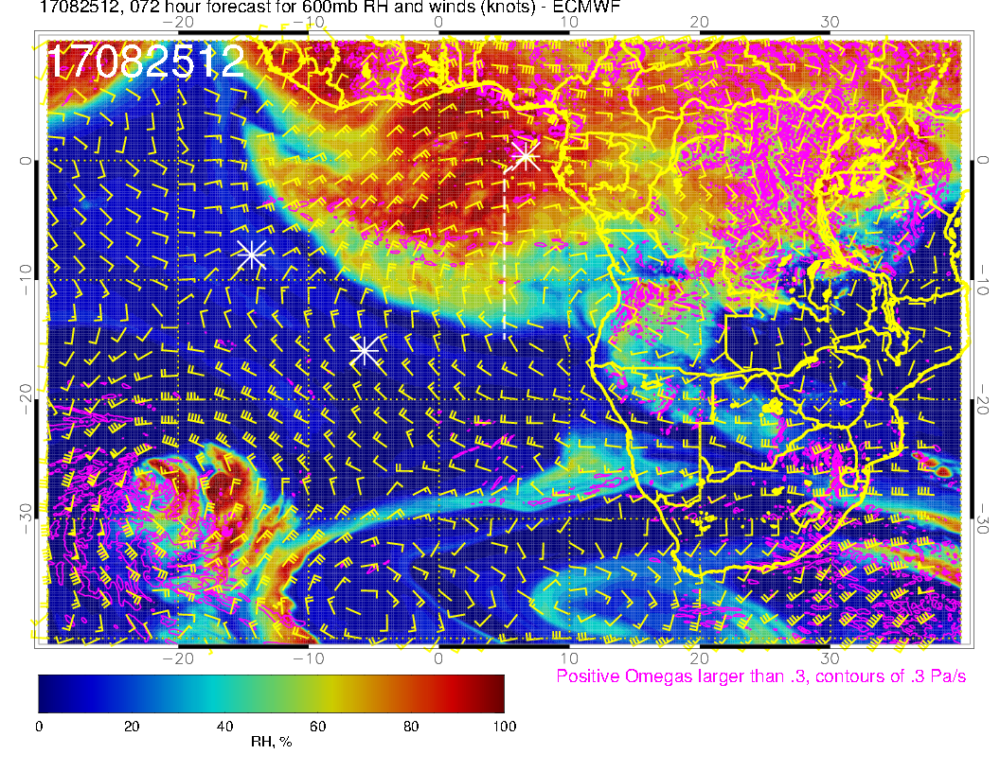 17082512, 072 hour forecast for 600mb RH and winds (knots) - ECMWF
−20 −10 0 10 20 30
17082512
0 0
−10 −10
−20 −20
−30 −30
−20 −10 0 10 20 30
Positive Omegas larger than .3, contours of .3 Pa/s
0 20 40 60 80 100
RH, %